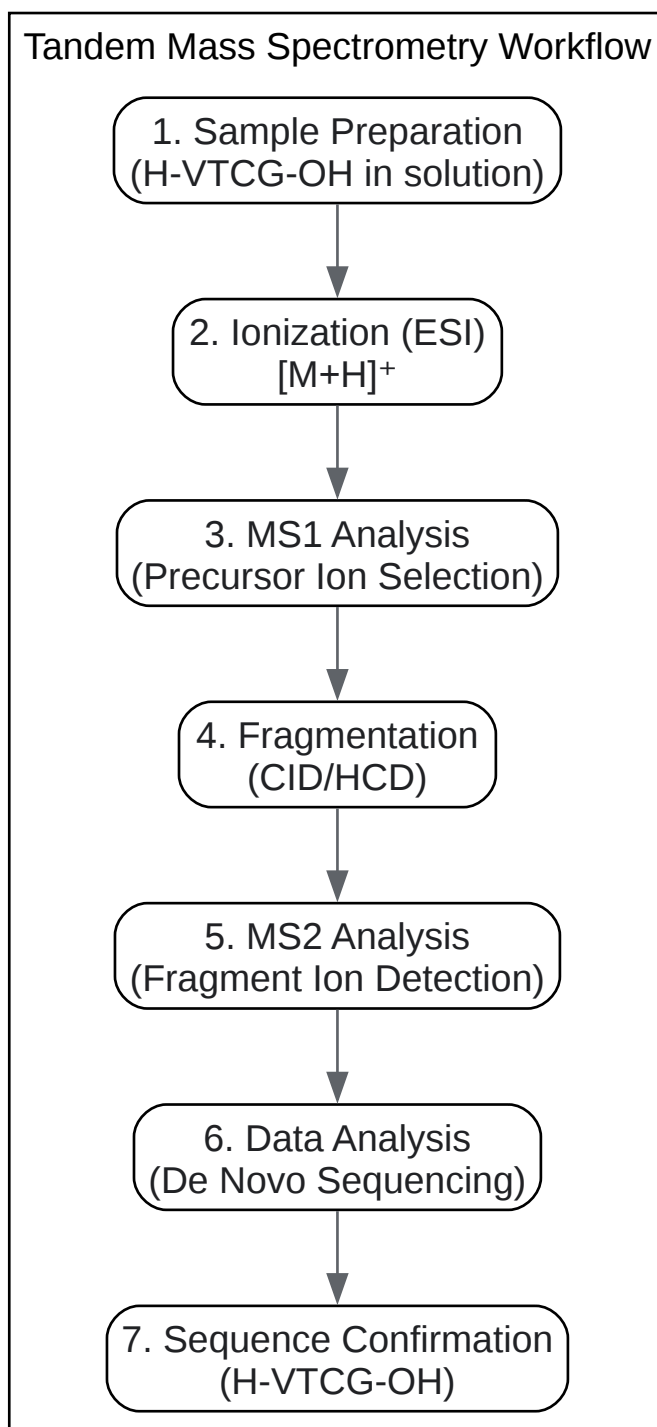 Tandem Mass Spectrometry Workflow
1. Sample Preparation
(H-VTCG-OH in solution)
2. Ionization (ESI)
[M+H]⁺
3. MS1 Analysis
(Precursor Ion Selection)
4. Fragmentation
(CID/HCD)
5. MS2 Analysis
(Fragment Ion Detection)
6. Data Analysis
(De Novo Sequencing)
7. Sequence Confirmation
(H-VTCG-OH)